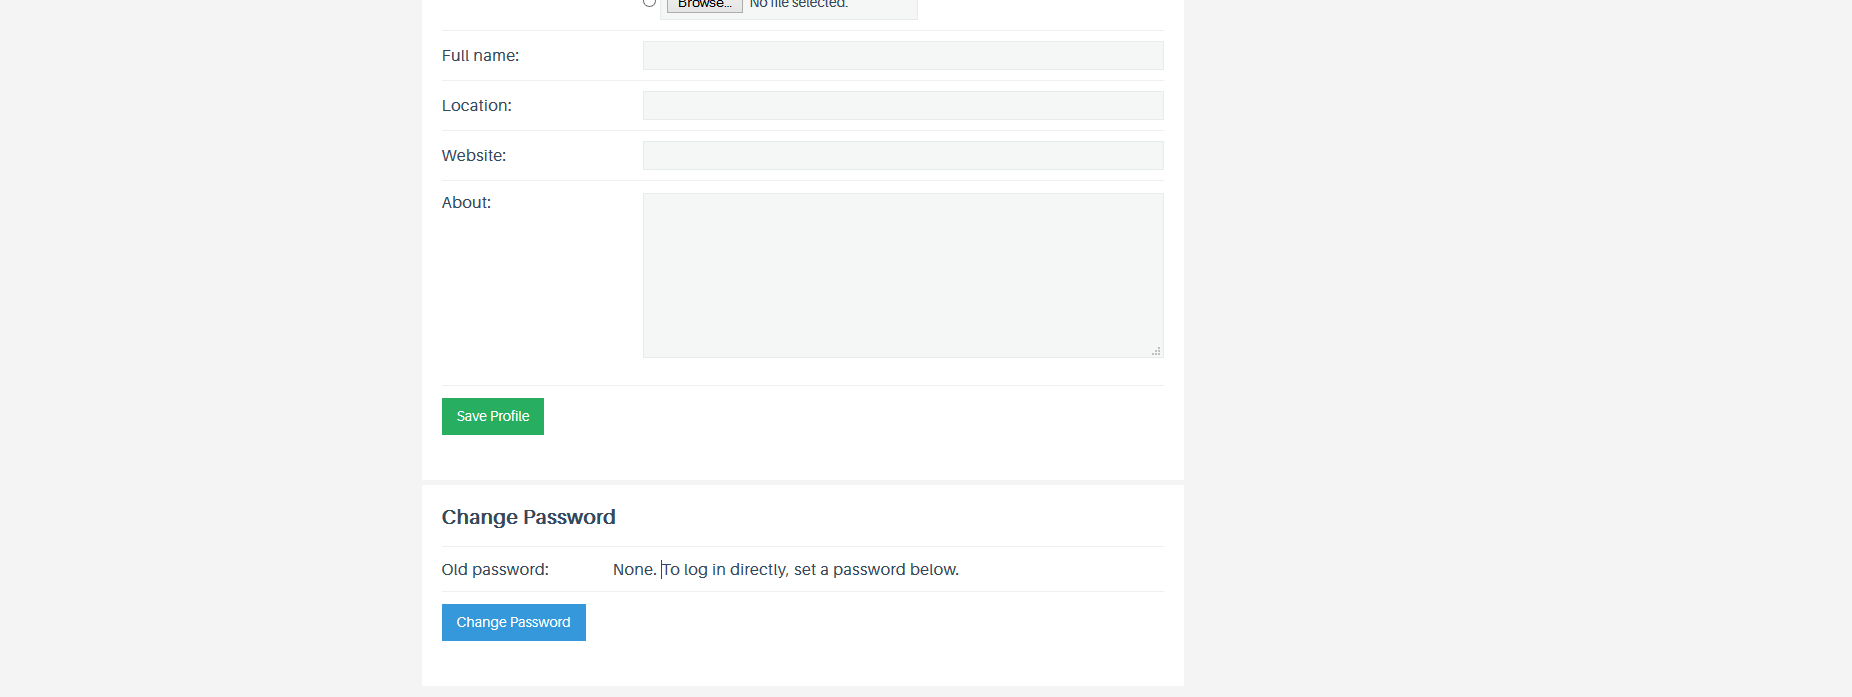 Browse... No file selected.
Full name:
Location:
Website:
About:
Save Profile
Change Password
Old password: None. To log in directly, set a password below.
Change Password